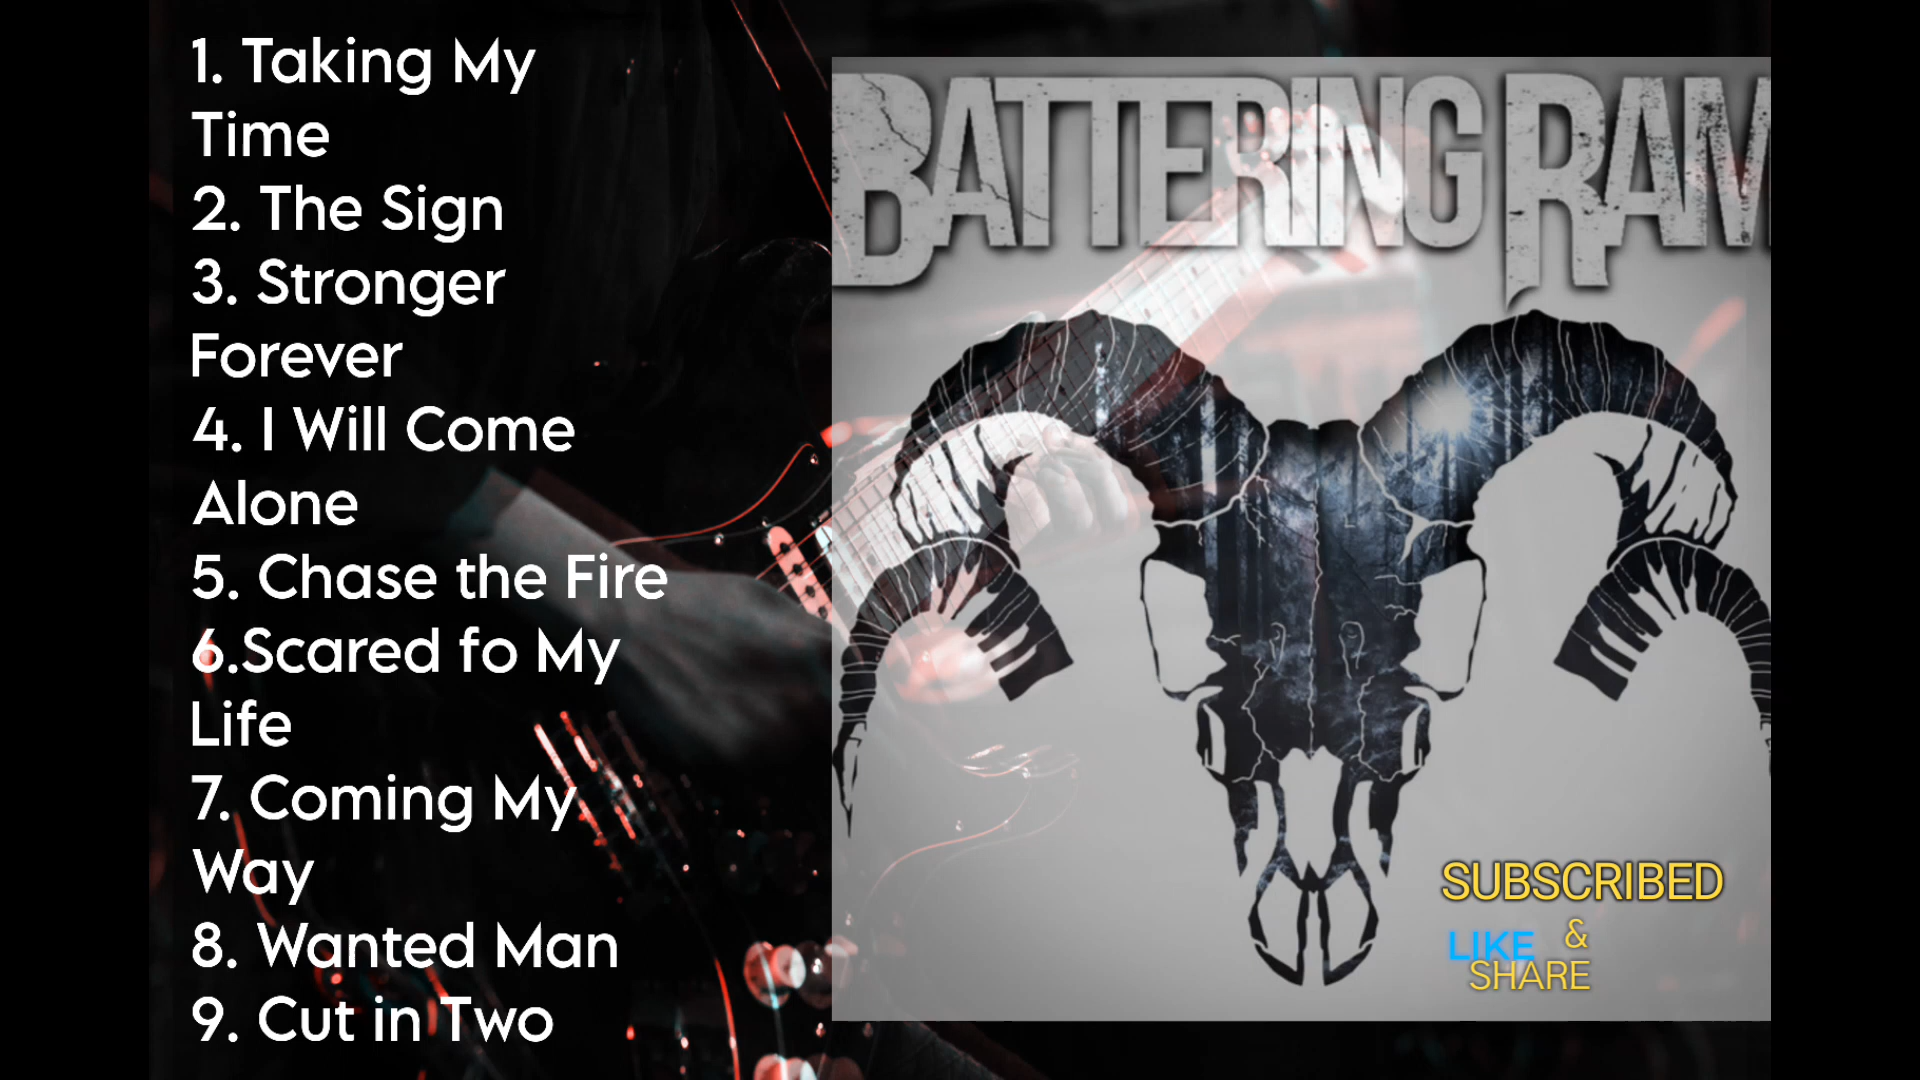 1. Taking My
Time
2. The Sign
3. Stronger
Forever
4. I Will Come
Alone
5. Chase the Fire
6.Scared fo My
Life
7. Coming My
Way
8. Wanted Man
9. Cut in Two
BATTERING RAM
SUBSCRIBED
&
LIKE
SHARE